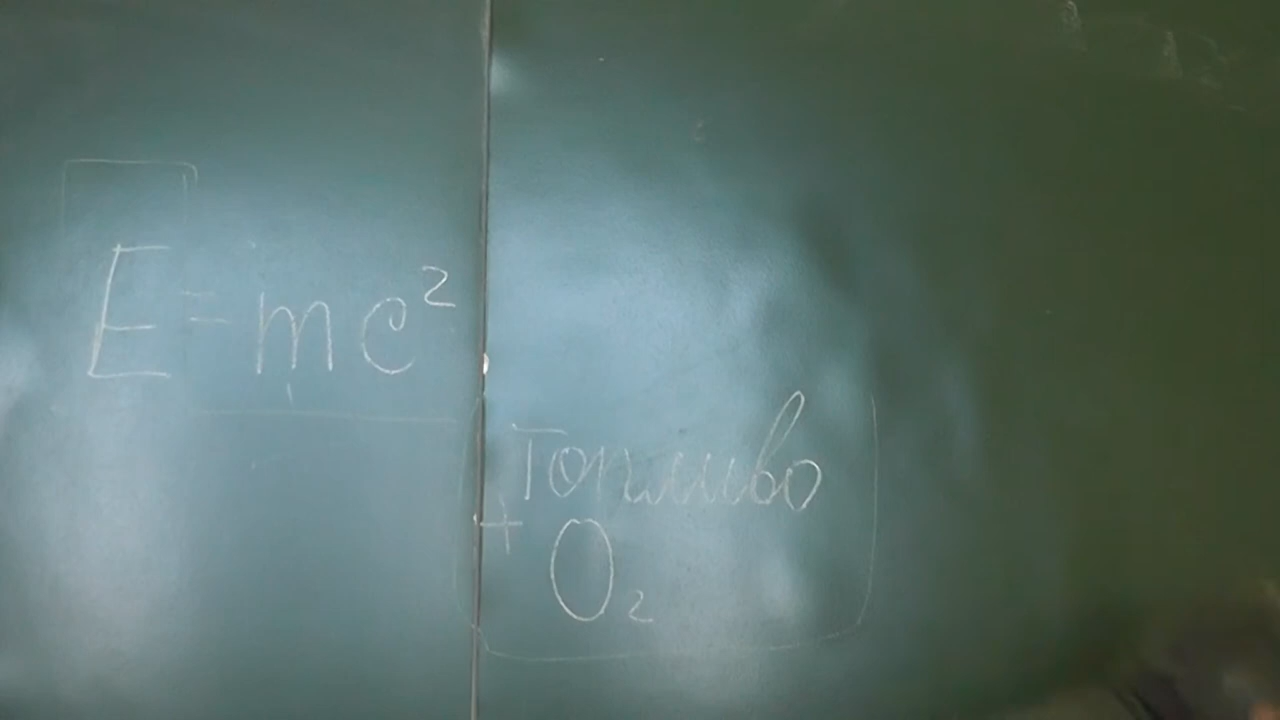 E = mc²
Топливо
+ O₂